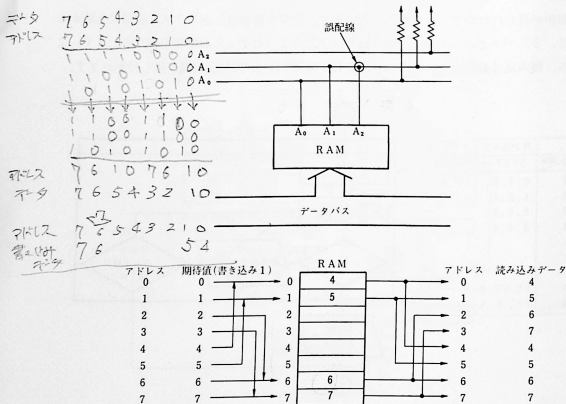 データ 7 6 5 4 3 2 1 0
アドレス 7 6 5 4 3 2 1 0
1 1 1 1 0 0 0 0 A₂
1 1 0 0 1 1 0 0 A₁
1 0 1 0 1 0 1 0 A₀
誤配線
1 1 0 0 1 1 0 0
1 1 0 0 1 1 0 0
1 0 1 0 1 0 1 0
A₀ A₁ A₂
RAM
アドレス 7 6 1 0 7 6 1 0
データ 7 6 5 4 3 2 1 0
データバス
アドレス 7 6 5 4 3 2 1 0
書き込みデータ 7 6 5 4
アドレス 期待値(書き込み1) RAM アドレス 読み込みデータ
0 0 0 4 0 4
1 1 1 5 1 5
2 2 2 2 6
3 3 3 3 7
4 4 4 4 4
5 5 5 5 5
6 6 6 6 6 6
7 7 7 7 7 7